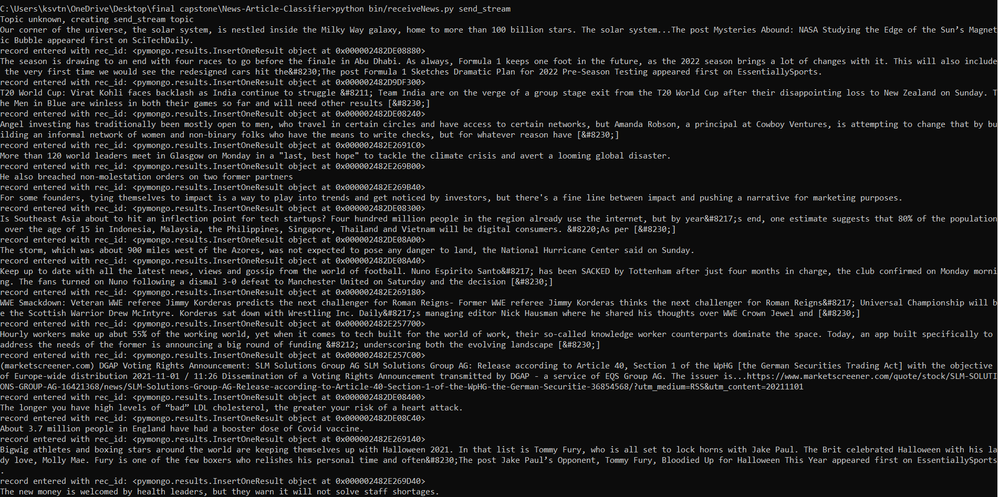 C:\Users\ksvtn\OneDrive\Desktop\final capstone\News-Article-Classifier>python bin/receiveNews.py send_stream
Topic unknown, creating send_stream topic
Our corner of the universe, the solar system, is nestled inside the Milky Way galaxy, home to more than 100 billion stars. The solar system...The post Mysteries Abound: NASA Studying the Edge of the Sun’s Magnet
ic Bubble appeared first on SciTechDaily.
record entered with rec_id: <pymongo.results.InsertOneResult object at 0x000002482DE08880>
The season is drawing to an end with four races to go before the finale in Abu Dhabi. As always, Formula 1 keeps one foot in the future, as the 2022 season brings a lot of changes with it. This will also include
 the very first time we would see the redesigned cars hit the&#8230;The post Formula 1 Sketches Dramatic Plan for 2022 Pre-Season Testing appeared first on EssentiallySports.
record entered with rec_id: <pymongo.results.InsertOneResult object at 0x000002482D9DF300>
T20 World Cup: Virat Kohli faces backlash as India continue to struggle &#8211; Team India are on the verge of a group stage exit from the T20 World Cup after their disappointing loss to New Zealand on Sunday. T
he Men in Blue are winless in both their games so far and will need other results [&#8230;]
record entered with rec_id: <pymongo.results.InsertOneResult object at 0x000002482DE08240>
Angel investing has traditionally been mostly open to men, who travel in certain circles and have access to certain networks, but Amanda Robson, a principal at Cowboy Ventures, is attempting to change that by bu
ilding an informal network of women and non-binary folks who have the means to write checks, but for whatever reason have [&#8230;]
record entered with rec_id: <pymongo.results.InsertOneResult object at 0x000002482E2691C0>
More than 120 world leaders meet in Glasgow on Monday in a "last, best hope" to tackle the climate crisis and avert a looming global disaster.
record entered with rec_id: <pymongo.results.InsertOneResult object at 0x000002482E269B00>
He also breached non-molestation orders on two former partners
record entered with rec_id: <pymongo.results.InsertOneResult object at 0x000002482E269B40>
For some founders, tying themselves to impact is a way to play into trends and get noticed by investors, but there's a fine line between impact and pushing a narrative for marketing purposes.
record entered with rec_id: <pymongo.results.InsertOneResult object at 0x000002482DE08300>
Is Southeast Asia about to hit an inflection point for tech startups? Four hundred million people in the region already use the internet, but by year&#8217;s end, one estimate suggests that 80% of the population
 over the age of 15 in Indonesia, Malaysia, the Philippines, Singapore, Thailand and Vietnam will be digital consumers. &#8220;As per [&#8230;]
record entered with rec_id: <pymongo.results.InsertOneResult object at 0x000002482DE08A00>
The storm, which was about 900 miles west of the Azores, was not expected to pose any danger to land, the National Hurricane Center said on Sunday.
record entered with rec_id: <pymongo.results.InsertOneResult object at 0x000002482DE08A40>
Keep up to date with all the latest news, views and gossip from the world of football. Nuno Espirito Santo&#8217; has been SACKED by Tottenham after just four months in charge, the club confirmed on Monday morni
ng. The fans turned on Nuno following a dismal 3-0 defeat to Manchester United on Saturday and the decision [&#8230;]
record entered with rec_id: <pymongo.results.InsertOneResult object at 0x000002482E269180>
WWE Smackdown: Veteran WWE referee Jimmy Korderas predicts the next challenger for Roman Reigns- Former WWE referee Jimmy Korderas thinks the next challenger for Roman Reigns&#8217; Universal Championship will b
e the Scottish Warrior Drew McIntyre. Korderas sat down with Wrestling Inc. Daily&#8217;s managing editor Nick Hausman where he shared his thoughts over WWE Crown Jewel and [&#8230;]
record entered with rec_id: <pymongo.results.InsertOneResult object at 0x000002482E257700>
Hourly workers make up abut 55% of the working world, yet when it comes to tech built for the world of work, their so-called knowledge worker counterparts dominate the space. Today, an app built specifically to
address the needs of the former is announcing a big round of funding &#8212; underscoring both the evolving landscape [&#8230;]
record entered with rec_id: <pymongo.results.InsertOneResult object at 0x000002482E257C00>
(marketscreener.com) DGAP Voting Rights Announcement: SLM Solutions Group AG SLM Solutions Group AG: Release according to Article 40, Section 1 of the WpHG [the German Securities Trading Act] with the objective
of Europe-wide distribution 2021-11-01 / 11:26 Dissemination of a Voting Rights Announcement transmitted by DGAP - a service of EQS Group AG. The issuer is...https://www.marketscreener.com/quote/stock/SLM-SOLUTI
ONS-GROUP-AG-16421368/news/SLM-Solutions-Group-AG-Release-according-to-Article-40-Section-1-of-the-WpHG-the-German-Securitie-36854568/?utm_medium=RSS&utm_content=20211101
record entered with rec_id: <pymongo.results.InsertOneResult object at 0x000002482DE08400>
The longer you have high levels of “bad” LDL cholesterol, the greater your risk of a heart attack.
record entered with rec_id: <pymongo.results.InsertOneResult object at 0x000002482DE08C40>
About 3.7 million people in England have had a booster dose of Covid vaccine.
record entered with rec_id: <pymongo.results.InsertOneResult object at 0x000002482E269140>
Bigwig athletes and boxing stars around the world are keeping themselves up with Halloween 2021. In that list is Tommy Fury, who is all set to lock horns with Jake Paul. The Brit celebrated Halloween with his la
dy love, Molly Mae. Fury is one of the few boxers who relishes his personal time and often&#8230;The post Jake Paul’s Opponent, Tommy Fury, Bloodied Up for Halloween This Year appeared first on EssentiallySports
.
record entered with rec_id: <pymongo.results.InsertOneResult object at 0x000002482E269D40>
The new money is welcomed by health leaders, but they warn it will not solve staff shortages.